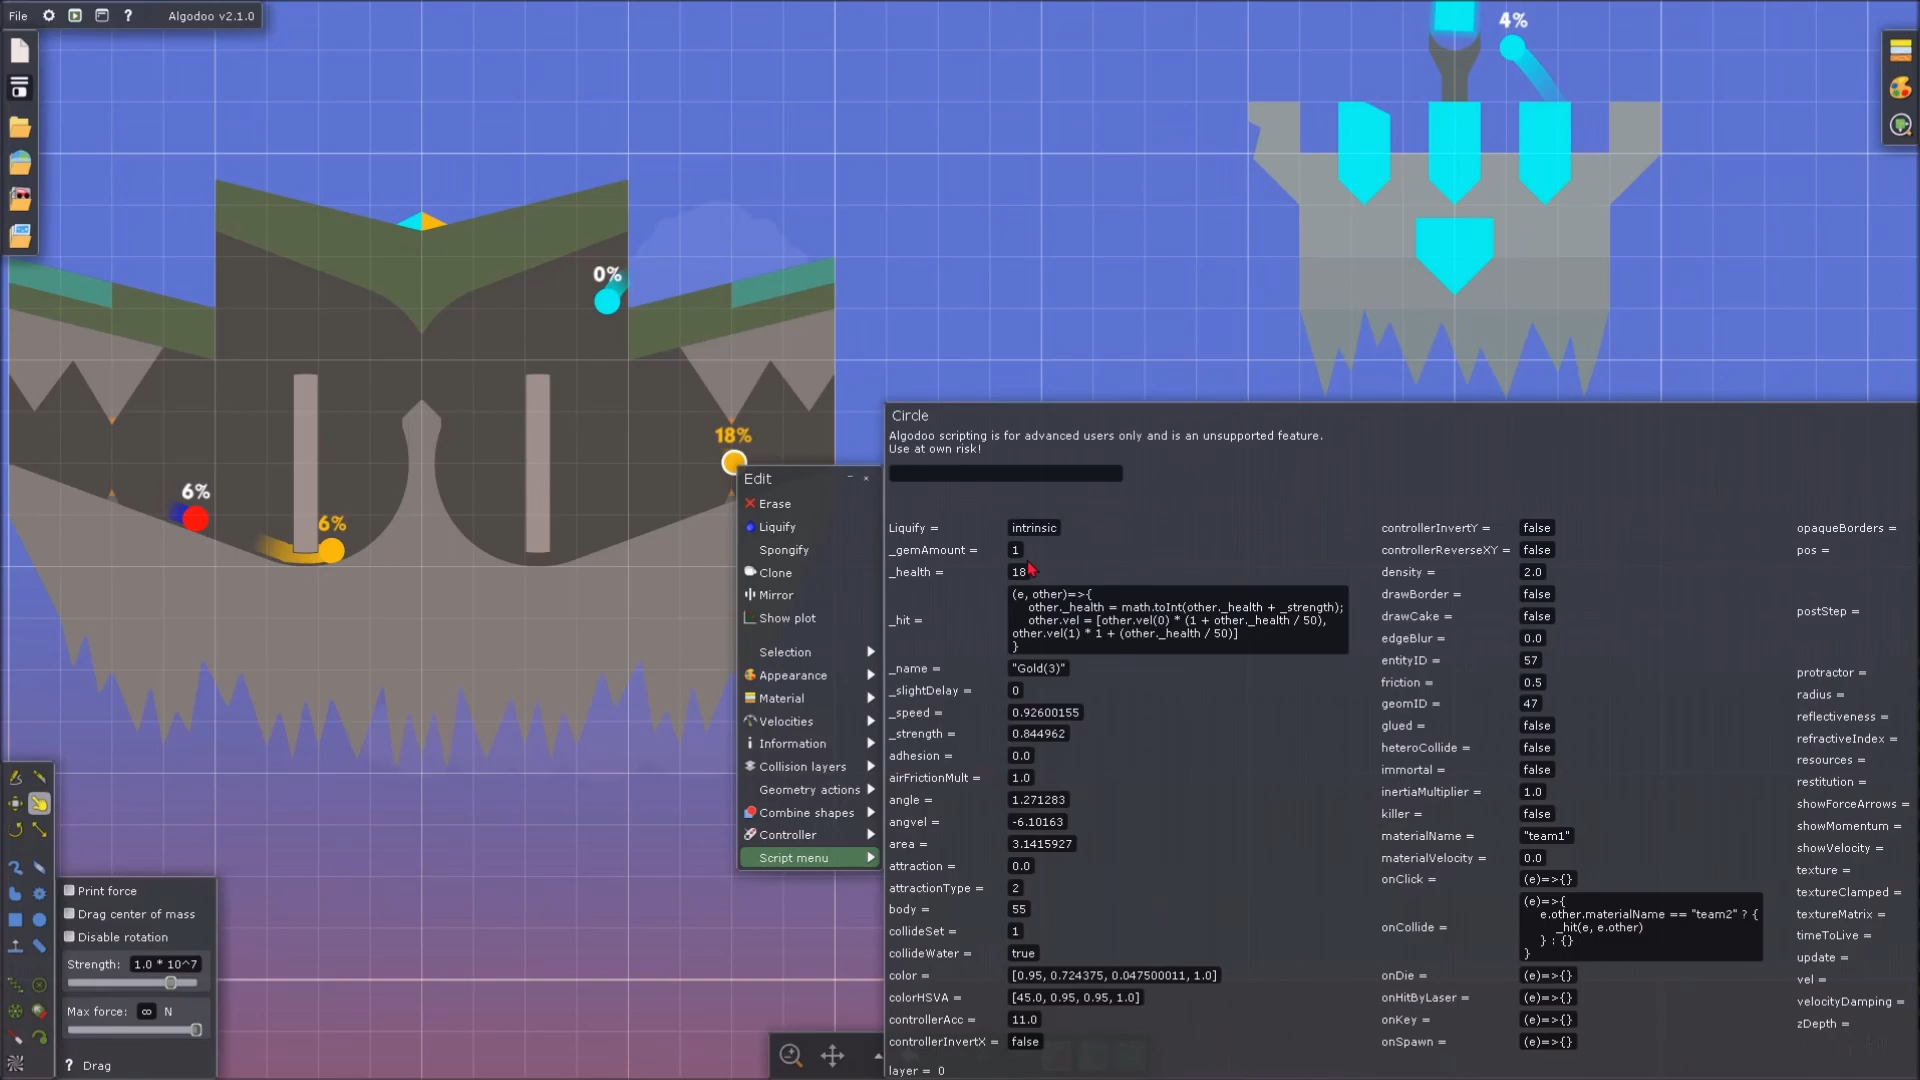 File ? Algodoo v2.1.0
4%
0%
18%
6%
6%
Edit
Erase
Liquify
Spongify
Clone
Mirror
Show plot
Selection
Appearance
Material
Velocities
Information
Collision layers
Geometry actions
Combine shapes
Controller
Script menu
Circle
Algodoo scripting is for advanced users only and is an unsupported feature.
Use at own risk!
Liquify = intrinsic
_gemAmount = 1
_health = 18
_hit = (e, other)=>{
other._health = math.toInt(other._health + _strength);
other.vel = [other.vel(0) * (1 + other._health / 50),
other.vel(1) * 1 + (other._health / 50)]
}
_name = "Gold(3)"
_slightDelay = 0
_speed = 0.92600155
_strength = 0.844962
adhesion = 0.0
airFrictionMult = 1.0
angle = 1.271283
angvel = -6.10163
area = 3.1415927
attraction = 0.0
attractionType = 2
body = 55
collideSet = 1
collideWater = true
color = [0.95, 0.724375, 0.047500011, 1.0]
colorHSVA = [45.0, 0.95, 0.95, 1.0]
controllerAcc = 11.0
controllerInvertX = false
layer = 0
controllerInvertY = false
controllerReverseXY = false
density = 2.0
drawBorder = false
drawCake = false
edgeBlur = 0.0
entityID = 57
friction = 0.5
geomID = 47
glued = false
heteroCollide = false
immortal = false
inertiaMultiplier = 1.0
killer = false
materialName = "team1"
materialVelocity = 0.0
onClick = (e)=>{}
onCollide = (e)=>{
e.other.materialName == "team2" ? {
_hit(e, e.other)
} : {}
}
onDie = (e)=>{}
onHitByLaser = (e)=>{}
onKey = (e)=>{}
onSpawn = (e)=>{}
opaqueBorders =
pos =
postStep =
protractor =
radius =
reflectiveness =
refractiveIndex =
resources =
restitution =
showForceArrows =
showMomentum =
showVelocity =
texture =
textureClamped =
textureMatrix =
timeToLive =
update =
vel =
velocityDamping =
zDepth =
Print force
Drag center of mass
Disable rotation
Strength: 1.0 * 10^7
Max force: ∞ N
? Drag